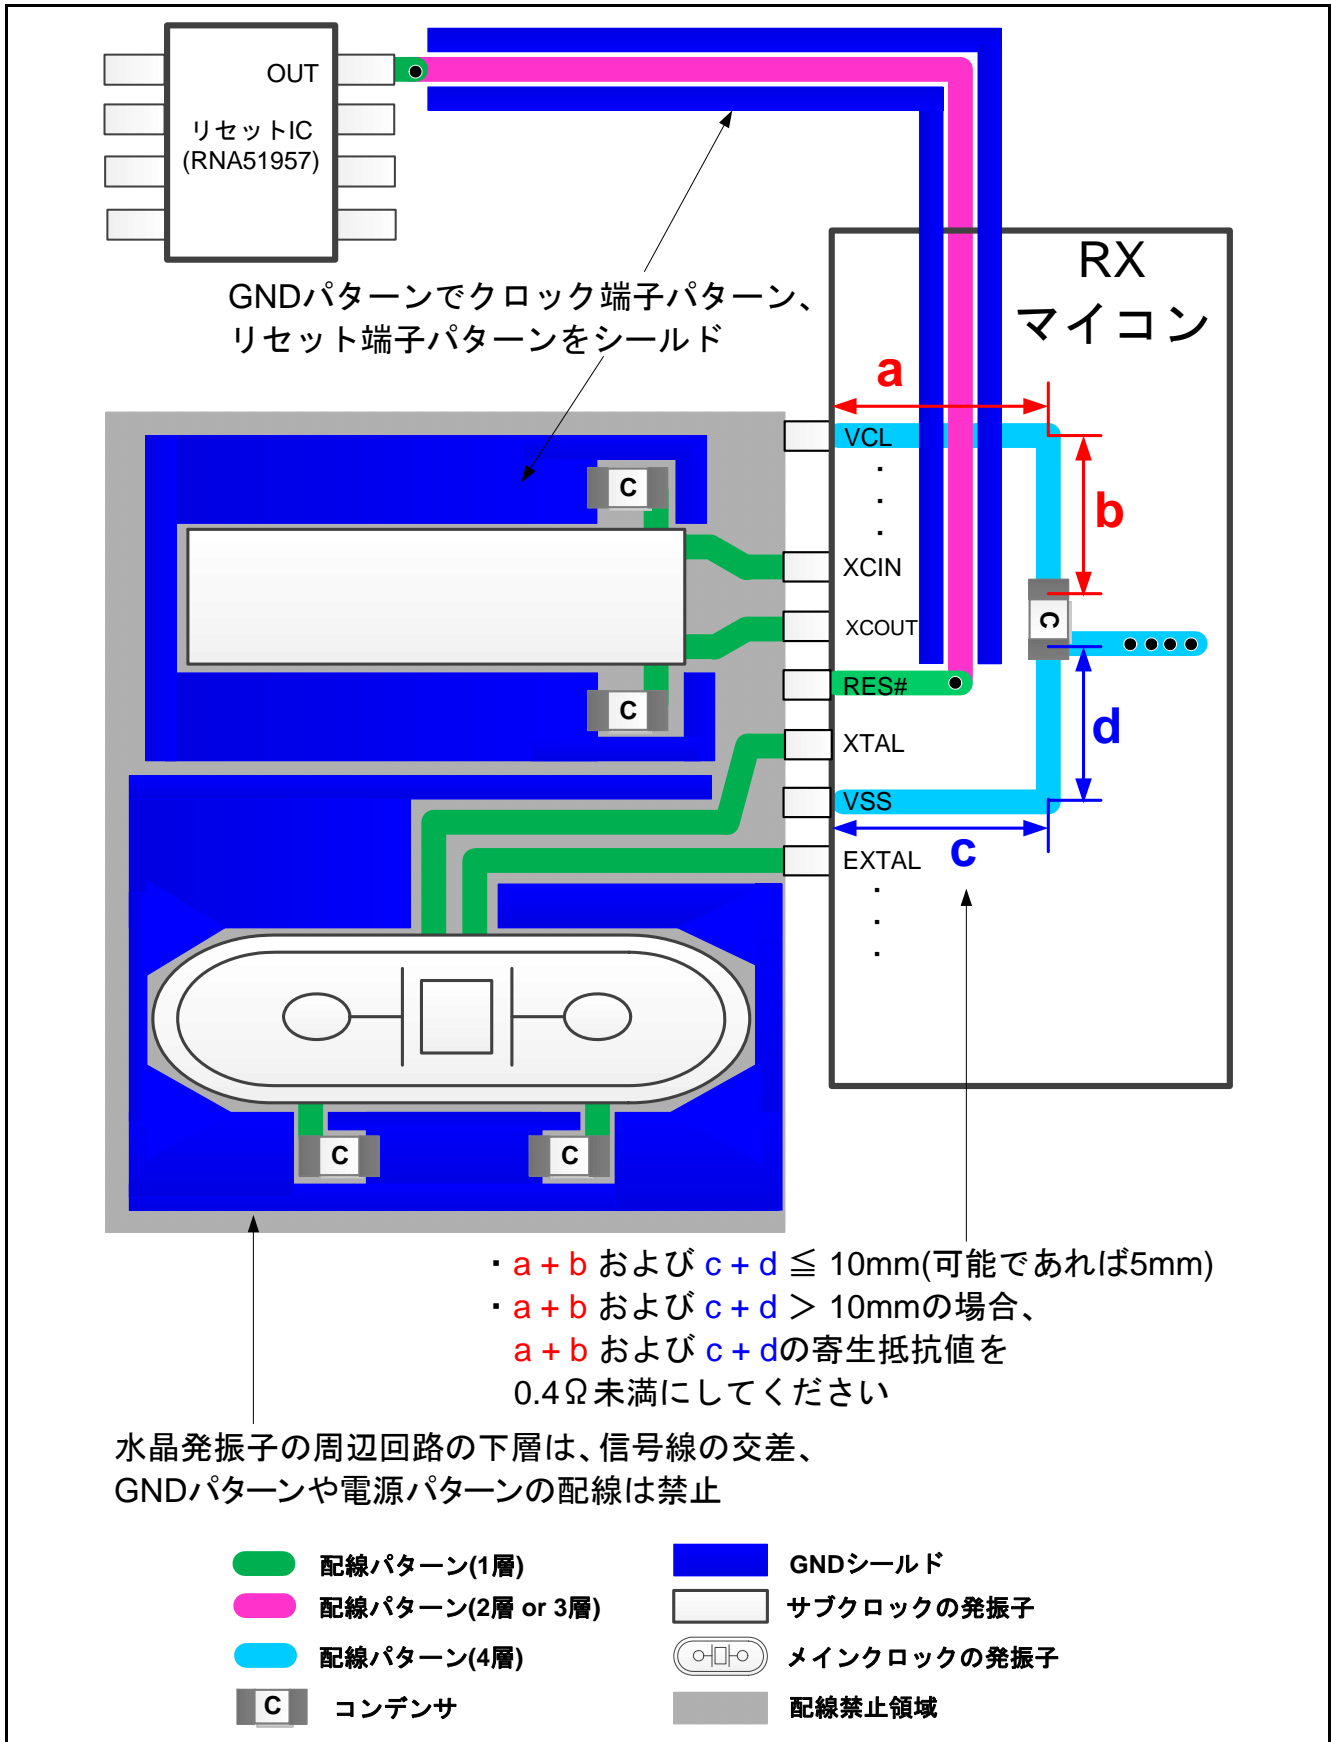 OUT
リセットIC
(RNA51957)
GNDパターンでクロック端子パターン、
リセット端子パターンをシールド
RX
マイコン
a
VCL
b
C
XCIN
C
XCOUT
RES#
C
d
XTAL
VSS
c
EXTAL
C
C
・a + b および c + d ≦ 10mm(可能であれば5mm)
・a + b および c + d ＞ 10mmの場合、
a + b および c + dの寄生抵抗値を
0.4Ω未満にしてください
水晶発振子の周辺回路の下層は、信号線の交差、
GNDパターンや電源パターンの配線は禁止
配線パターン(1層)
GNDシールド
配線パターン(2層 or 3層)
サブクロックの発振子
配線パターン(4層)
メインクロックの発振子
C
コンデンサ
配線禁止領域